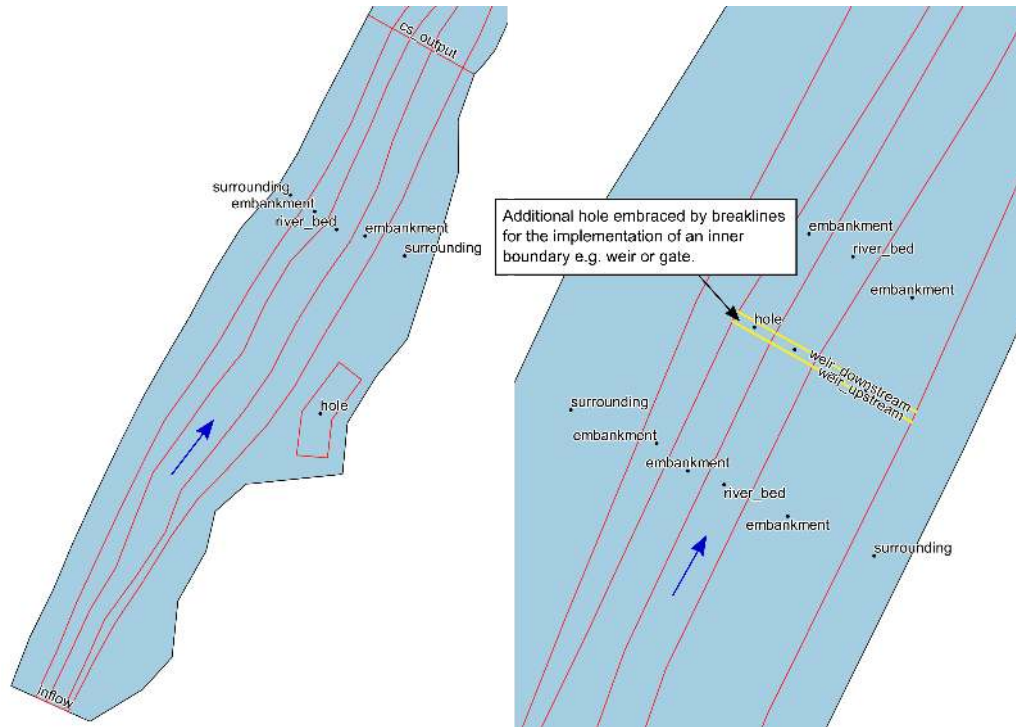 cs_output
surrounding
embankment
river_bed
embankment
surrounding
hole
inflow
Additional hole embraced by breaklines
for the implementation of an inner
boundary e.g. weir or gate.
embankment
river_bed
embankment
hole
weir_downstream
weir_upstream
surrounding
embankment
embankment
river_bed
embankment
surrounding